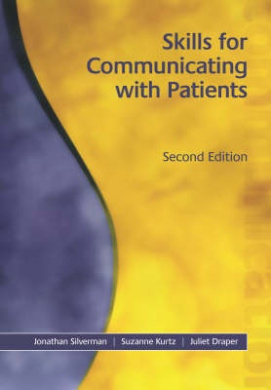 Skills for
Communicating
with Patients
Second Edition
Jonathan Silverman | Suzanne Kurtz | Juliet Draper